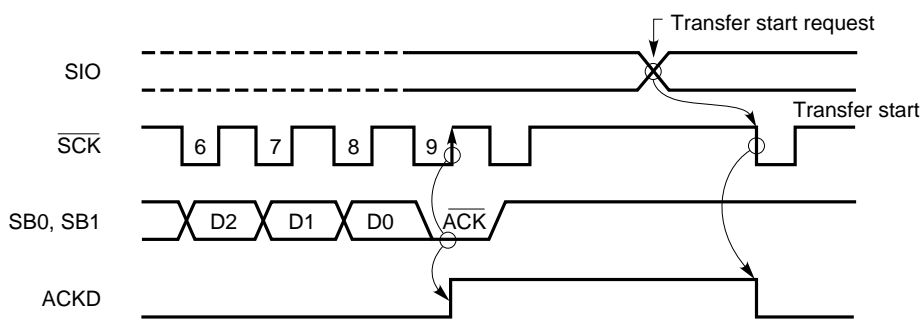 Transfer start request
SIO
Transfer start
SCK
6 7 8 9
SB0, SB1
D2 D1 D0 ACK
ACKD